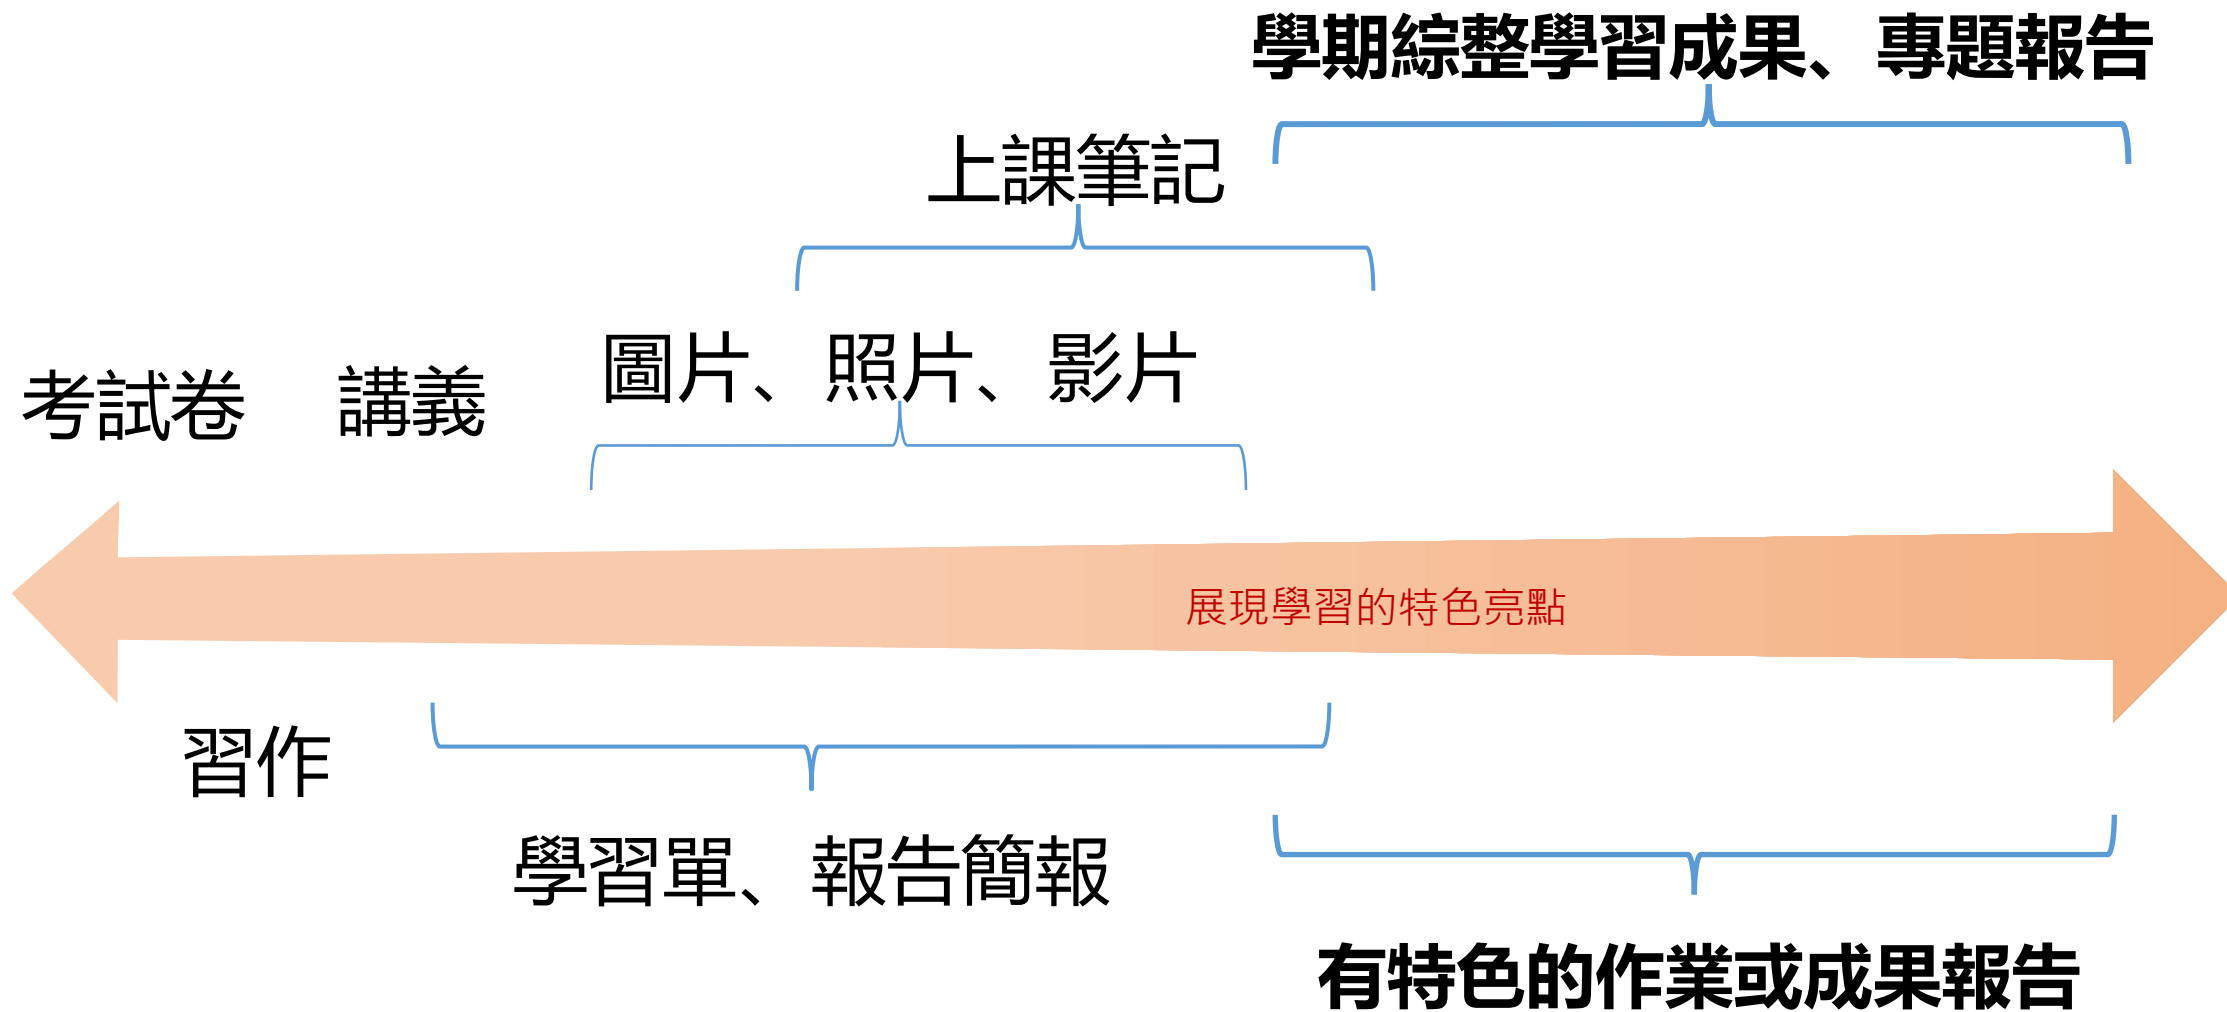 學期綜整學習成果、專題報告
上課筆記
圖片、照片、影片
考試卷
講義
展現學習的特色亮點
習作
學習單、報告簡報
有特色的作業或成果報告